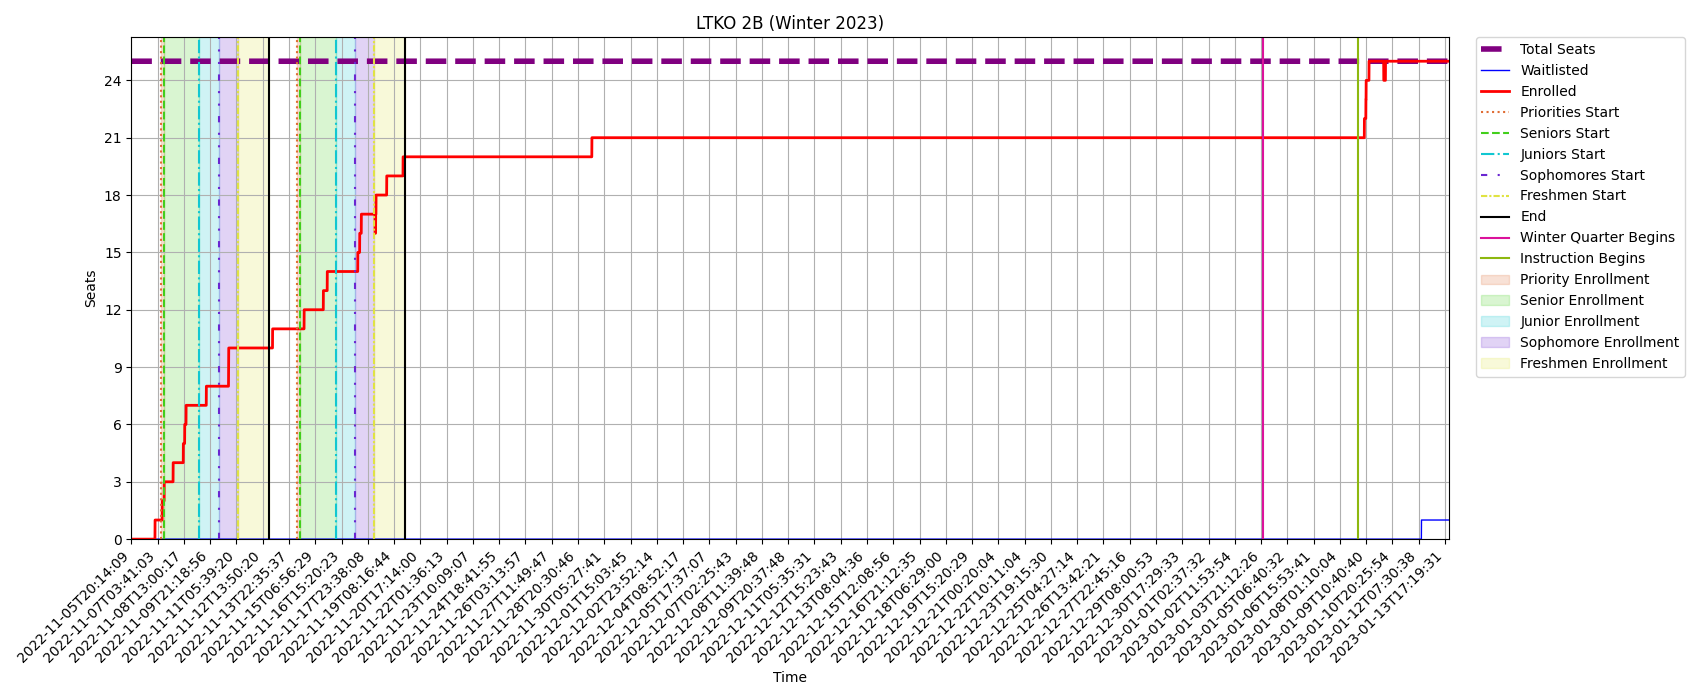 LTKO 2B (Winter 2023)
Total Seats
Waitlisted
Enrolled
Priorities Start
Seniors Start
Juniors Start
Sophomores Start
Freshmen Start
End
Winter Quarter Begins
Instruction Begins
Priority Enrollment
Senior Enrollment
Junior Enrollment
Sophomore Enrollment
Freshmen Enrollment
Seats
24
21
18
15
12
9
6
3
0
2022-11-05T20:14:09
2022-11-07T03:41:03
2022-11-08T13:00:17
2022-11-09T21:18:56
2022-11-11T05:39:20
2022-11-12T13:50:20
2022-11-13T22:35:37
2022-11-15T06:56:29
2022-11-16T15:20:23
2022-11-17T23:38:08
2022-11-19T08:16:44
2022-11-20T17:14:00
2022-11-22T01:36:13
2022-11-23T10:09:07
2022-11-24T18:41:55
2022-11-26T03:13:57
2022-11-27T11:49:47
2022-11-28T20:30:46
2022-11-30T05:27:41
2022-12-01T15:03:45
2022-12-02T23:52:14
2022-12-04T08:52:17
2022-12-05T17:37:07
2022-12-07T02:25:43
2022-12-08T11:39:48
2022-12-09T20:37:48
2022-12-11T05:35:31
2022-12-12T15:23:43
2022-12-13T08:04:36
2022-12-15T12:08:56
2022-12-16T21:12:35
2022-12-18T06:29:00
2022-12-19T15:20:29
2022-12-21T00:20:04
2022-12-22T10:11:04
2022-12-23T19:15:30
2022-12-25T04:27:14
2022-12-26T13:42:21
2022-12-27T22:45:16
2022-12-29T08:00:53
2022-12-30T17:29:33
2023-01-01T02:37:32
2023-01-02T11:53:54
2023-01-03T21:12:26
2023-01-05T06:40:32
2023-01-06T15:53:41
2023-01-08T01:10:04
2023-01-09T10:40:40
2023-01-10T20:25:54
2023-01-12T07:30:38
2023-01-13T17:19:31
Time